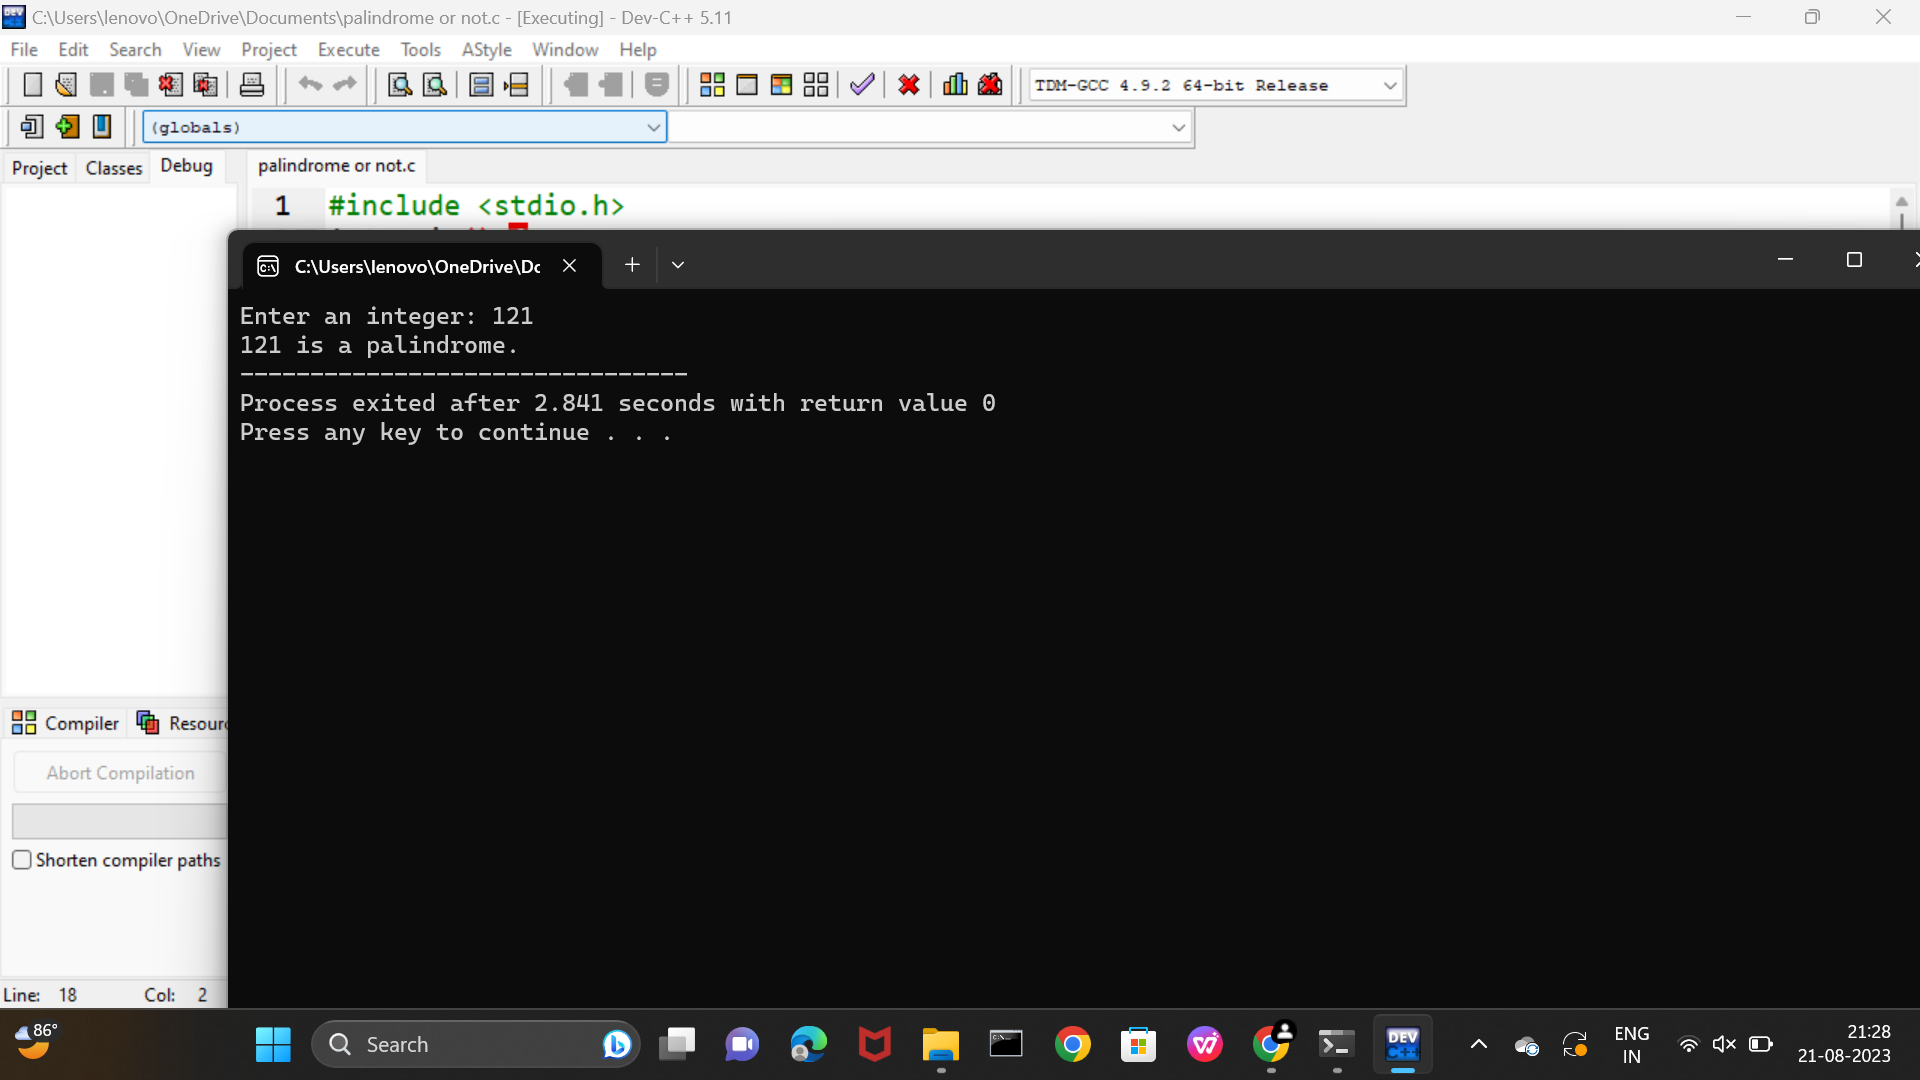 C:\Users\lenovo\OneDrive\Documents\palindrome or not.c - [Executing] - Dev-C++ 5.11
File Edit Search View Project Execute Tools AStyle Window Help
TDM-GCC 4.9.2 64-bit Release
(globals)
Project Classes Debug
palindrome or not.c
1 #include <stdio.h>
C:\Users\lenovo\OneDrive\Dc
Enter an integer: 121
121 is a palindrome.
--------------------------------
Process exited after 2.841 seconds with return value 0
Press any key to continue . . .
Compiler Resour
Abort Compilation
Shorten compiler paths
Line: 18 Col: 2
86°
Search
DEV C++
ENG
IN
21:28
21-08-2023